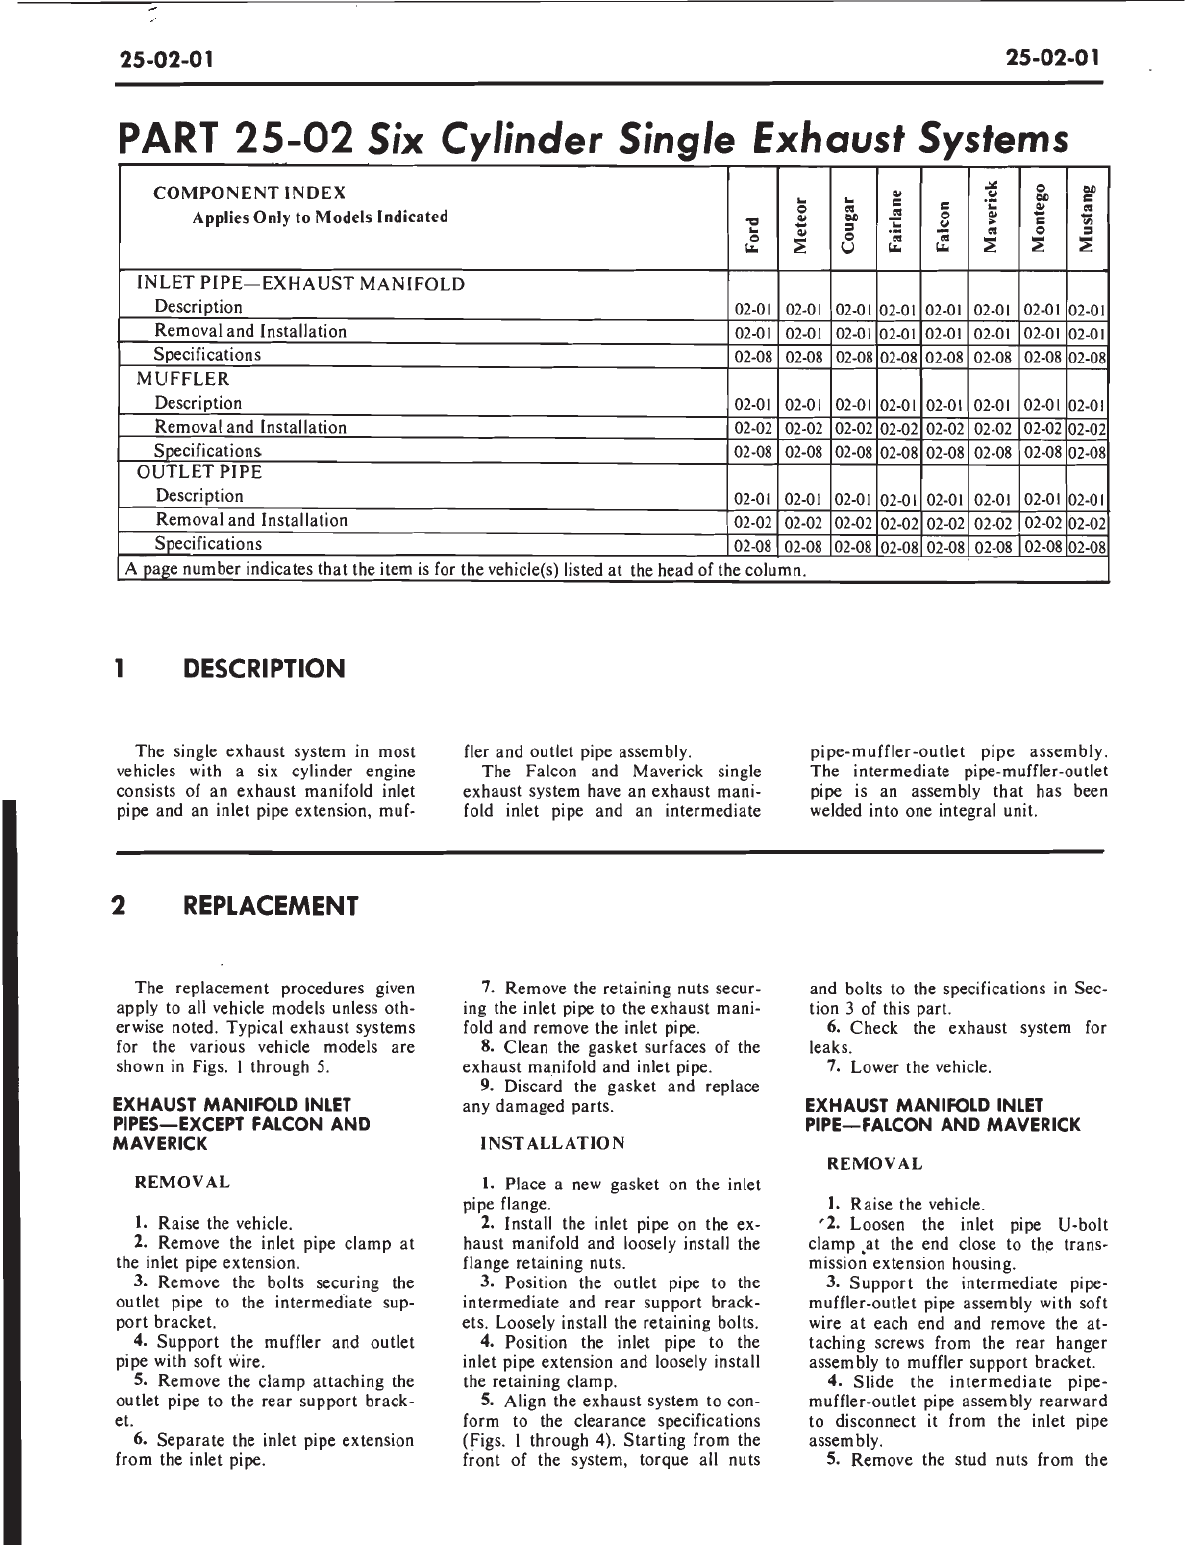 25-02-01 25-02-01
PART 25-02 Six Cylinder Single Exhaust Systems
COMPONENT INDEX
Applies Only to Models Indicated
Ford Meteor Cougar Fairlane Falcon Maverick Montego Mustang
INLET PIPE—EXHAUST MANIFOLD
Description 02-01 02-01 02-01 02-01 02-01 02-01 02-01 02-01
Removal and Installation 02-01 02-01 02-01 02-01 02-01 02-01 02-01 02-01
Specifications 02-08 02-08 02-08 02-08 02-08 02-08 02-08 02-08
MUFFLER
Description 02-01 02-01 02-01 02-01 02-01 02-01 02-01 02-01
Removal and Installation 02-02 02-02 02-02 02-02 02-02 02-02 02-02 02-02
Specifications 02-08 02-08 02-08 02-08 02-08 02-08 02-08 02-08
OUTLET PIPE
Description 02-01 02-01 02-01 02-01 02-01 02-01 02-01 02-01
Removal and Installation 02-02 02-02 02-02 02-02 02-02 02-02 02-02 02-02
Specifications 02-08 02-08 02-08 02-08 02-08 02-08 02-08 02-08
A page number indicates that the item is for the vehicle(s) listed at the head of the column.
1 DESCRIPTION
The single exhaust system in most
vehicles with a six cylinder engine
consists of an exhaust manifold inlet
pipe and an inlet pipe extension, muf-
fler and outlet pipe assembly.
The Falcon and Maverick single
exhaust system have an exhaust mani-
fold inlet pipe and an intermediate
pipe-muffler-outlet pipe assembly.
The intermediate pipe-muffler-outlet
pipe is an assembly that has been
welded into one integral unit.
2 REPLACEMENT
The replacement procedures given
apply to all vehicle models unless oth-
erwise noted. Typical exhaust systems
for the various vehicle models are
shown in Figs. 1 through 5.
EXHAUST MANIFOLD INLET
PIPES—EXCEPT FALCON AND
MAVERICK
REMOVAL
1. Raise the vehicle.
2. Remove the inlet pipe clamp at
the inlet pipe extension.
3. Remove the bolts securing the
outlet pipe to the intermediate sup-
port bracket.
4. Support the muffler and outlet
pipe with soft wire.
5. Remove the clamp attaching the
outlet pipe to the rear support brack-
et.
6. Separate the inlet pipe extension
from the inlet pipe.
7. Remove the retaining nuts secur-
ing the inlet pipe to the exhaust mani-
fold and remove the inlet pipe.
8. Clean the gasket surfaces of the
exhaust manifold and inlet pipe.
9. Discard the gasket and replace
any damaged parts.
INSTALLATION
1. Place a new gasket on the inlet
pipe flange.
2. Install the inlet pipe on the ex-
haust manifold and loosely install the
flange retaining nuts.
3. Position the outlet pipe to the
intermediate and rear support brack-
ets. Loosely install the retaining bolts.
4. Position the inlet pipe to the
inlet pipe extension and loosely install
the retaining clamp.
5. Align the exhaust system to con-
form to the clearance specifications
(Figs. 1 through 4). Starting from the
front of the system, torque all nuts
and bolts to the specifications in Sec-
tion 3 of this part.
6. Check the exhaust system for
leaks.
7. Lower the vehicle.
EXHAUST MANIFOLD INLET
PIPE—FALCON AND MAVERICK
REMOVAL
1. Raise the vehicle.
2. Loosen the inlet pipe U-bolt
clamp at the end close to the trans-
mission extension housing.
3. Support the intermediate pipe-
muffler-outlet pipe assembly with soft
wire at each end and remove the at-
taching screws from the rear hanger
assembly to muffler support bracket.
4. Slide the intermediate pipe-
muffler-outlet pipe assembly rearward
to disconnect it from the inlet pipe
assembly.
5. Remove the stud nuts from the